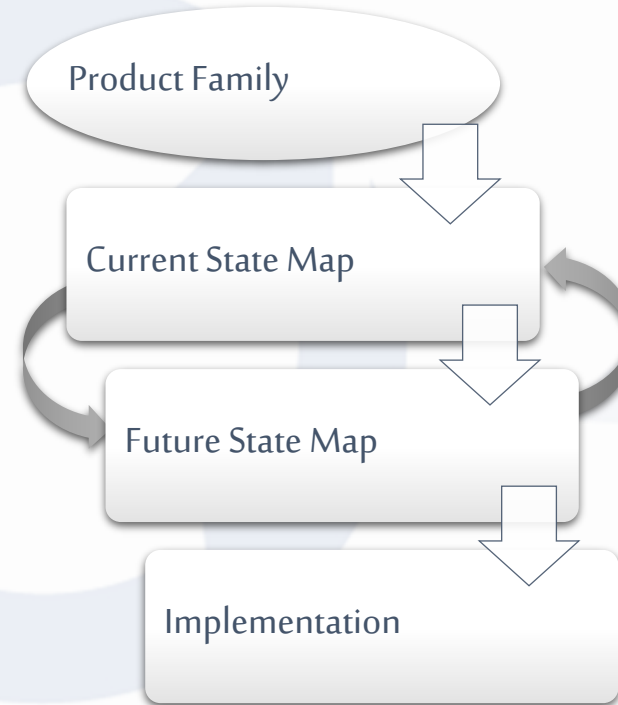 Product Family
Current State Map
Future State Map
Implementation